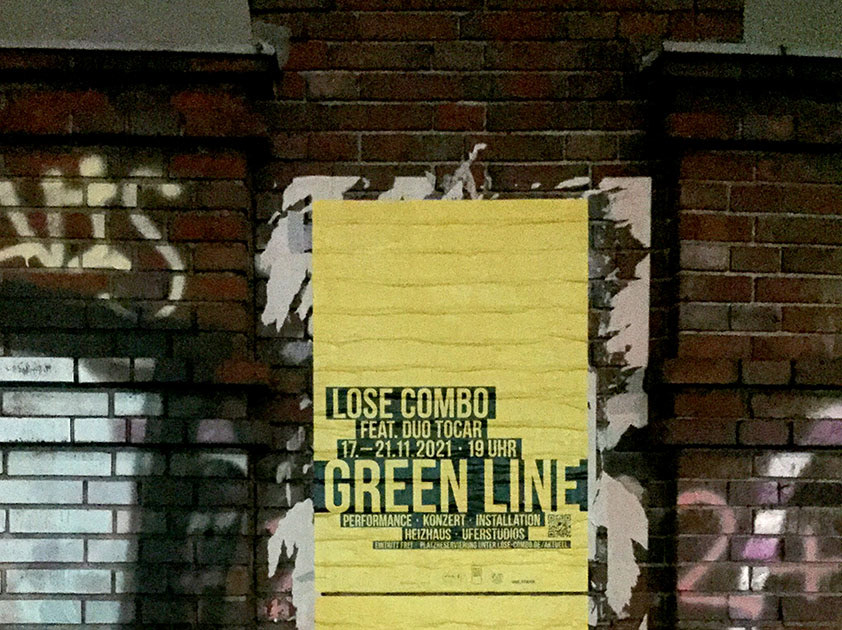 LOSE COMBO
FEAT. DUO TOCAR
17.–21.11.2021 · 19 UHR
GREEN LINE
PERFORMANCE · KONZERT · INSTALLATION
HEIZHAUS · UFERSTUDIOS
EINTRITT FREI · PLATZRESERVIERUNG UNTER LOSE-COMBO.DE/AKTUELL